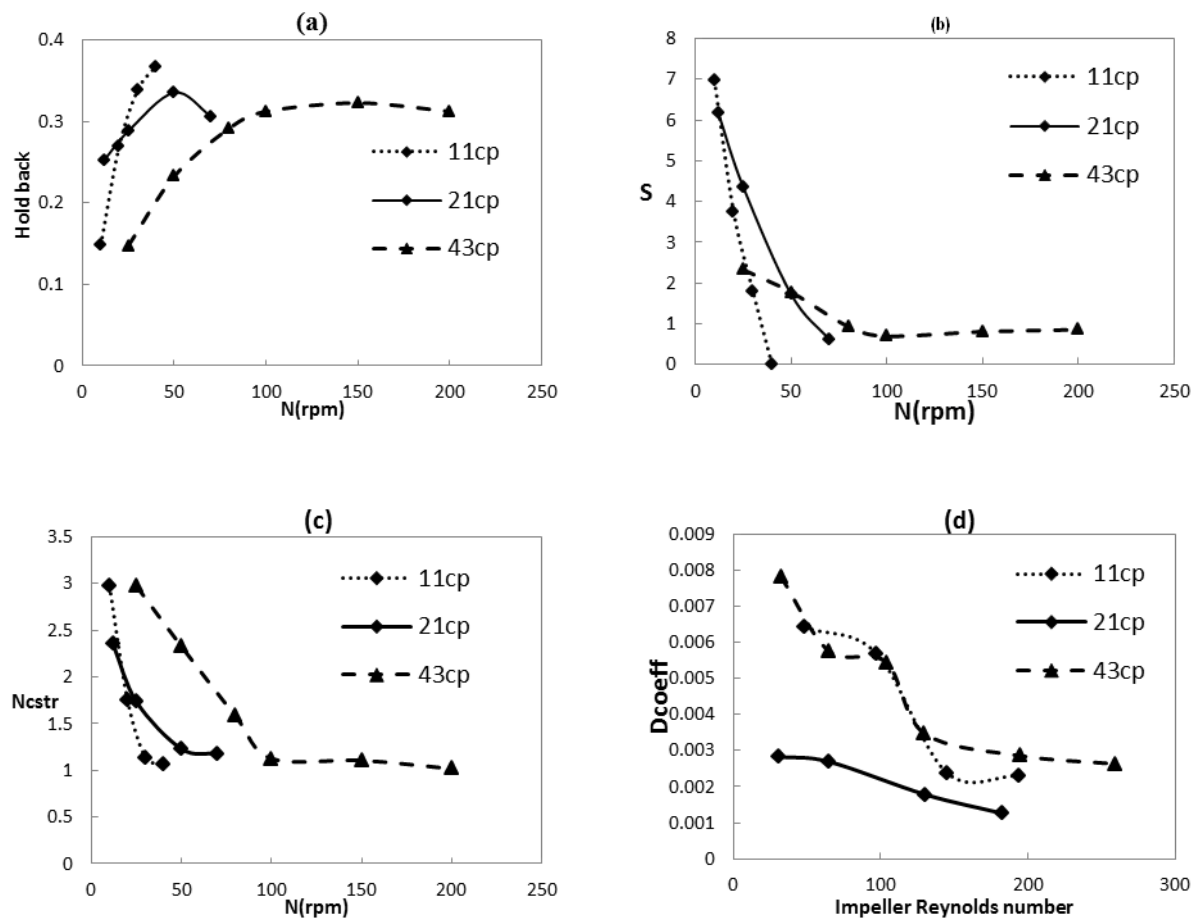 (a)
0.4
0.3
0.2
0.1
0
Hold back
0 50 100 150 200 250
N(rpm)
11cp
21cp
43cp
(b)
8
7
6
5
4
3
2
1
0
S
0 50 100 150 200 250
N(rpm)
11cp
21cp
43cp
(c)
3.5
3
2.5
2
1.5
1
0.5
0
Ncstr
0 50 100 150 200 250
N(rpm)
11cp
21cp
43cp
(d)
0.009
0.008
0.007
0.006
0.005
0.004
0.003
0.002
0.001
0
Dcoeff
0 100 200 300
Impeller Reynolds number
11cp
21cp
43cp